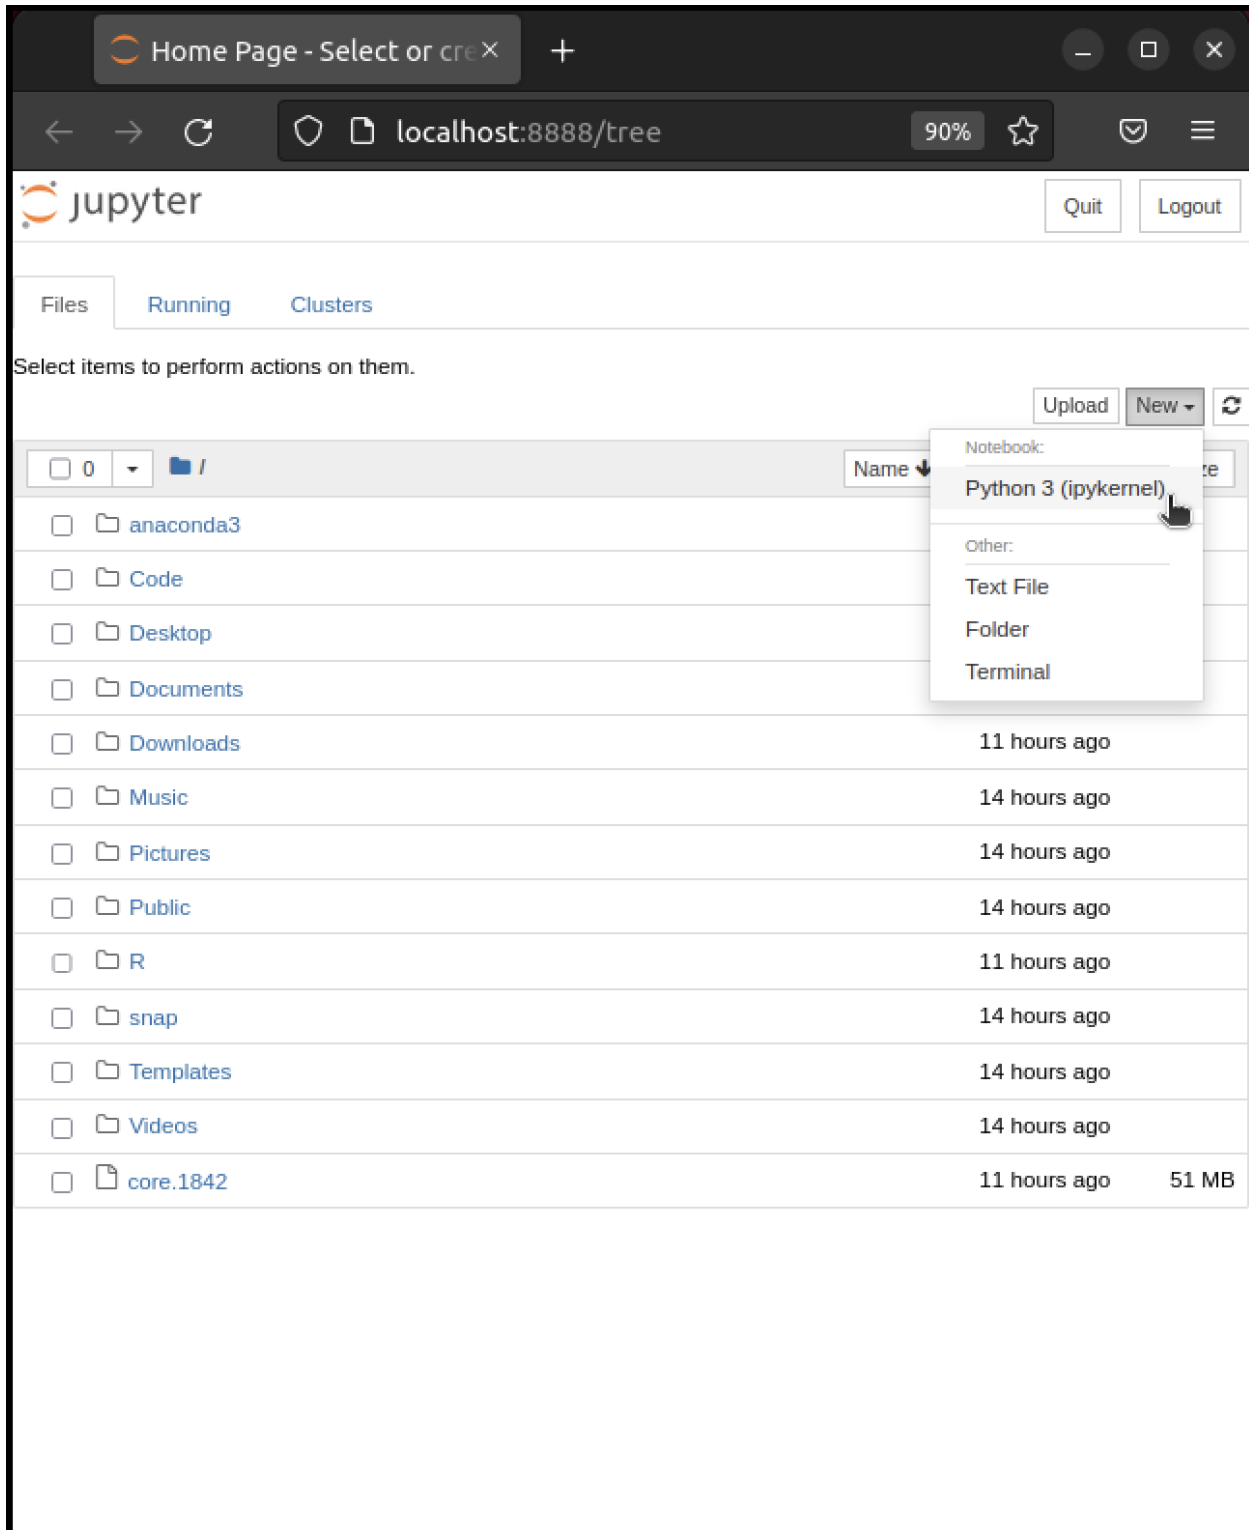 Home Page - Select or cre
localhost:8888/tree
90%
jupyter
Quit
Logout
Files
Running
Clusters
Select items to perform actions on them.
Upload
New
0
/
Name
ze
Notebook:
Python 3 (ipykernel)
Other:
Text File
Folder
Terminal
anaconda3
Code
Desktop
Documents
Downloads 11 hours ago
Music 14 hours ago
Pictures 14 hours ago
Public 14 hours ago
R 11 hours ago
snap 14 hours ago
Templates 14 hours ago
Videos 14 hours ago
core.1842 11 hours ago 51 MB